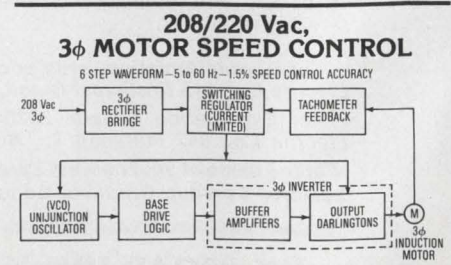 208/220 Vac,
3ϕ MOTOR SPEED CONTROL
6 STEP WAVEFORM–5 to 60 Hz–1.5% SPEED CONTROL ACCURACY
208 Vac
3ϕ
3ϕ
RECTIFIER
BRIDGE
SWITCHING
REGULATOR
(CURRENT
LIMITED)
TACHOMETER
FEEDBACK
3ϕ INVERTER
(VCO)
UNIJUNCTION
OSCILLATOR
BASE
DRIVE
LOGIC
BUFFER
AMPLIFIERS
OUTPUT
DARLINGTONS
M
3ϕ
INDUCTION
MOTOR